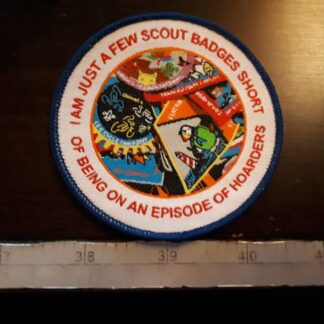 I AM JUST A FEW SCOUT BADGES SHORT
OF BEING ON AN EPISODE OF HOARDERS
37 38 39 40